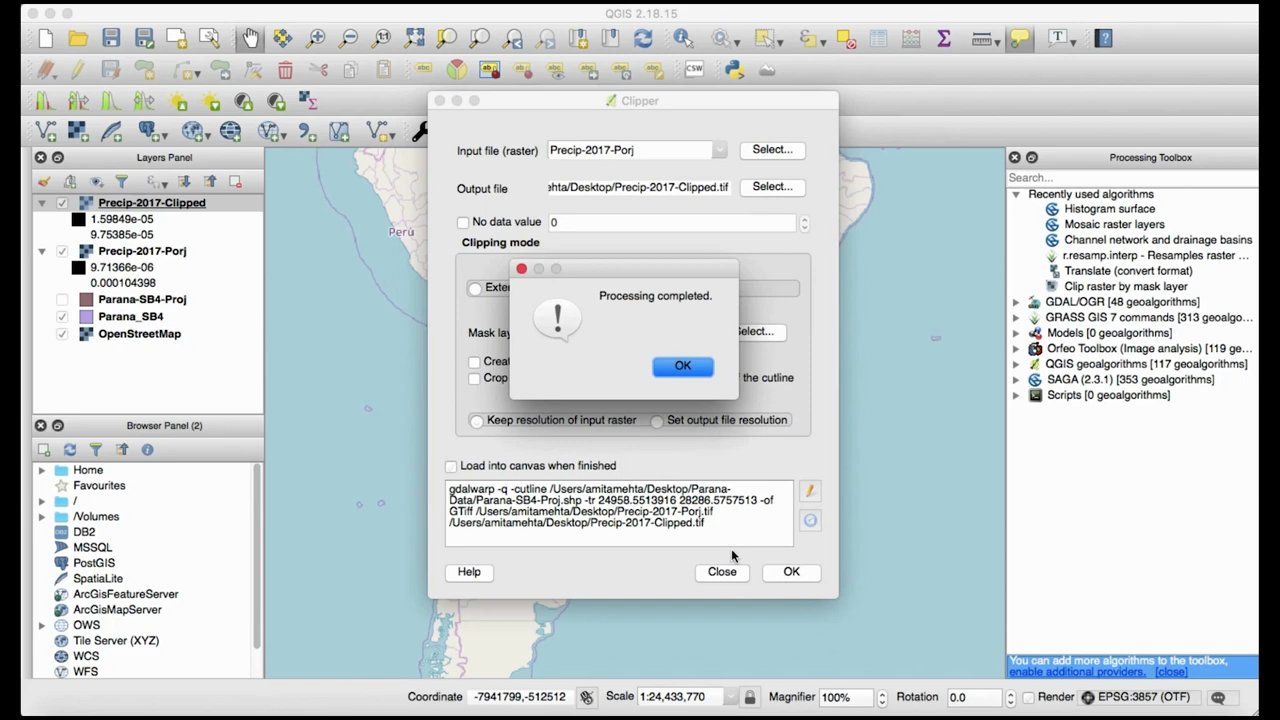 QGIS 2.18.15
CSW
Layers Panel
Precip-2017-Clipped
1.59849e-05
9.75385e-05
Precip-2017-Porj
9.71366e-06
0.000104398
Parana-SB4-Proj
Parana_SB4
OpenStreetMap
Browser Panel (2)
Home
Favourites
/
/Volumes
DB2
MSSQL
PostGIS
SpatiaLite
ArcGisFeatureServer
ArcGisMapServer
OWS
Tile Server (XYZ)
WCS
WFS
Perú
Clipper
Input file (raster)
Precip-2017-Porj
Select...
Output file
ehta/Desktop/Precip-2017-Clipped.tif
Select...
No data value
0
Clipping mode
Processing completed.
OK
Mask
Select...
the cutline
Keep resolution of input raster
Set output file resolution
Load into canvas when finished
gdalwarp -q -cutline /Users/amitamehta/Desktop/Parana-
Data/Parana-SB4-Proj.shp -tr 24958.5513916 28286.5757513 -of
GTiff /Users/amitamehta/Desktop/Precip-2017-Porj.tif
/Users/amitamehta/Desktop/Precip-2017-Clipped.tif
Help
Close
OK
Processing Toolbox
Search...
Recently used algorithms
Histogram surface
Mosaic raster layers
Channel network and drainage basins
r.resamp.interp - Resamples raster ...
Translate (convert format)
Clip raster by mask layer
GDAL/OGR [48 geoalgorithms]
GRASS GIS 7 commands [313 geoalgo...
Models [0 geoalgorithms]
Orfeo Toolbox (Image analysis) [119 ge...
QGIS geoalgorithms [117 geoalgorithms]
SAGA (2.3.1) [353 geoalgorithms]
Scripts [0 geoalgorithms]
You can add more algorithms to the toolbox,
enable additional providers. [close]
Coordinate
-7941799,-512512
Scale
1:24,433,770
Magnifier
100%
Rotation
0.0
Render
EPSG:3857 (OTF)